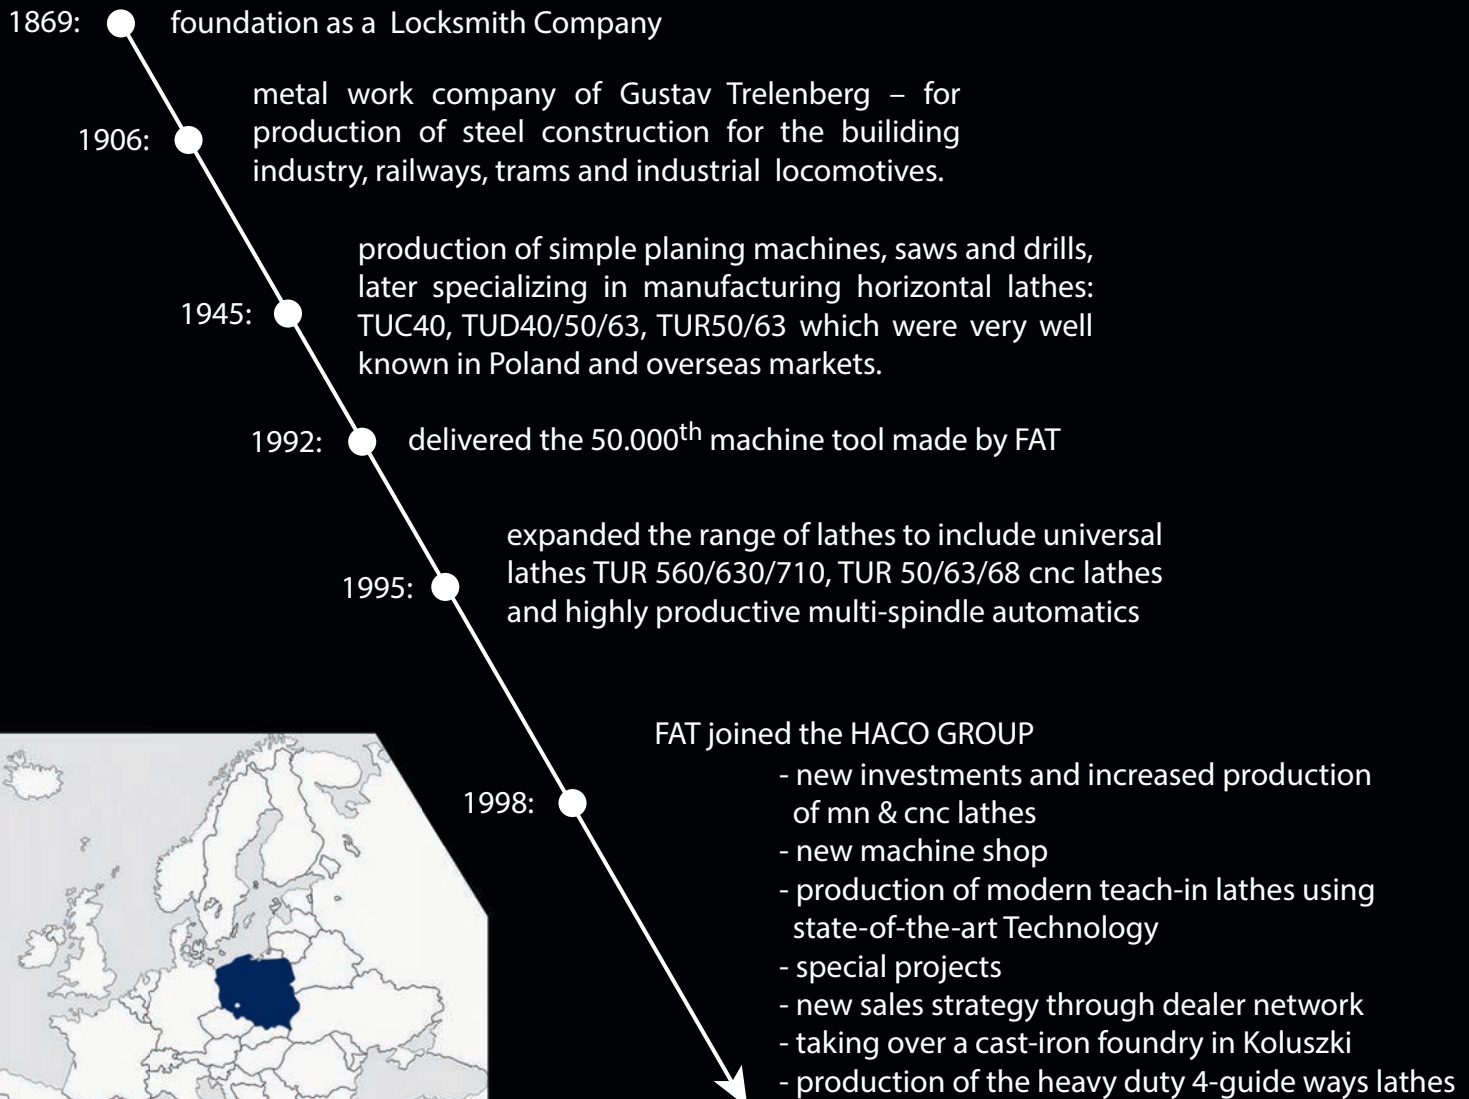 1869: foundation as a Locksmith Company
metal work company of Gustav Trelenberg – for
1906: production of steel construction for the builiding
industry, railways, trams and industrial locomotives.
production of simple planing machines, saws and drills,
later specializing in manufacturing horizontal lathes:
1945: TUC40, TUD40/50/63, TUR50/63 which were very well
known in Poland and overseas markets.
1992: delivered the 50.000th machine tool made by FAT
expanded the range of lathes to include universal
1995: lathes TUR 560/630/710, TUR 50/63/68 cnc lathes
and highly productive multi-spindle automatics
FAT joined the HACO GROUP
- new investments and increased production
1998: of mn & cnc lathes
- new machine shop
- production of modern teach-in lathes using
state-of-the-art Technology
- special projects
- new sales strategy through dealer network
- taking over a cast-iron foundry in Koluszki
- production of the heavy duty 4-guide ways lathes